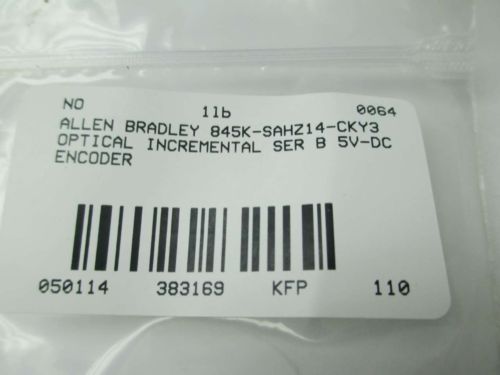 NO 1lb 0064
ALLEN BRADLEY 845K-SAHZ14-CKY3
OPTICAL INCREMENTAL SER B 5V-DC
ENCODER
050114 383169 KFP 110